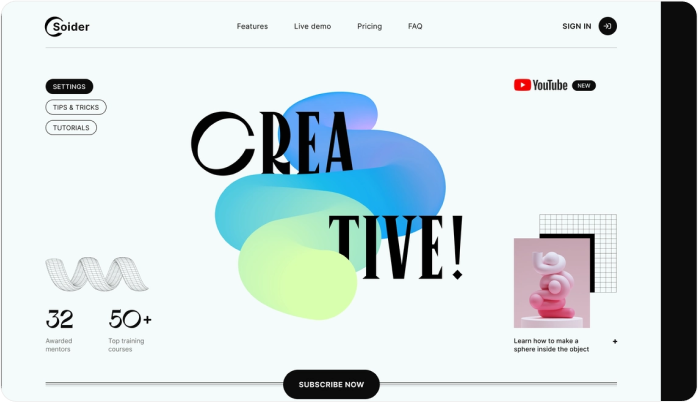 Soider
Features
Live demo
Pricing
FAQ
SIGN IN
SETTINGS
TIPS & TRICKS
TUTORIALS
YouTube
NEW
CREA
TIVE!
32
50+
Awarded
mentors
Top training
courses
Learn how to make a
sphere inside the object
+
SUBSCRIBE NOW